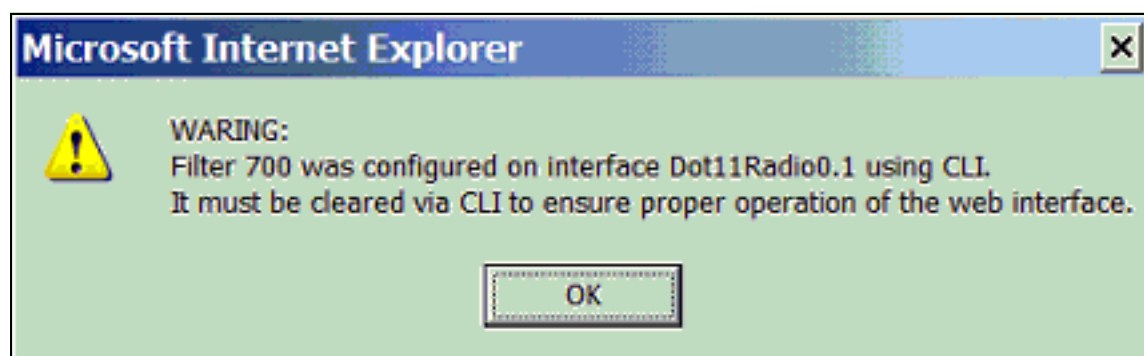 Microsoft Internet Explorer
WARING:
Filter 700 was configured on interface Dot11Radio0.1 using CLI.
It must be cleared via CLI to ensure proper operation of the web interface.
OK